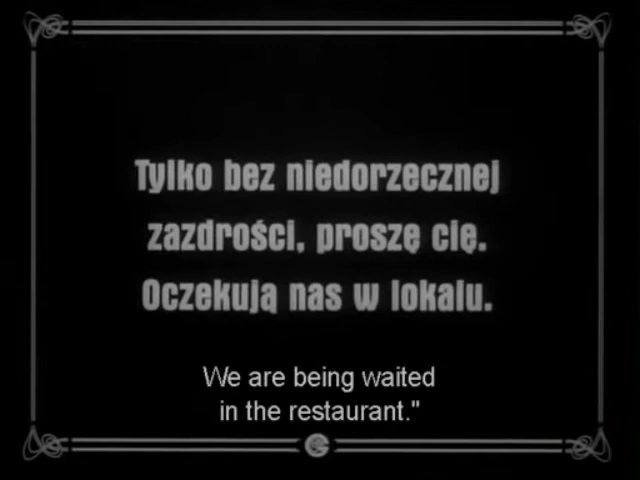 Tylko bez niedorzecznej
zazdrości, proszę cię.
Oczekują nas w lokalu.
We are being waited
in the restaurant."